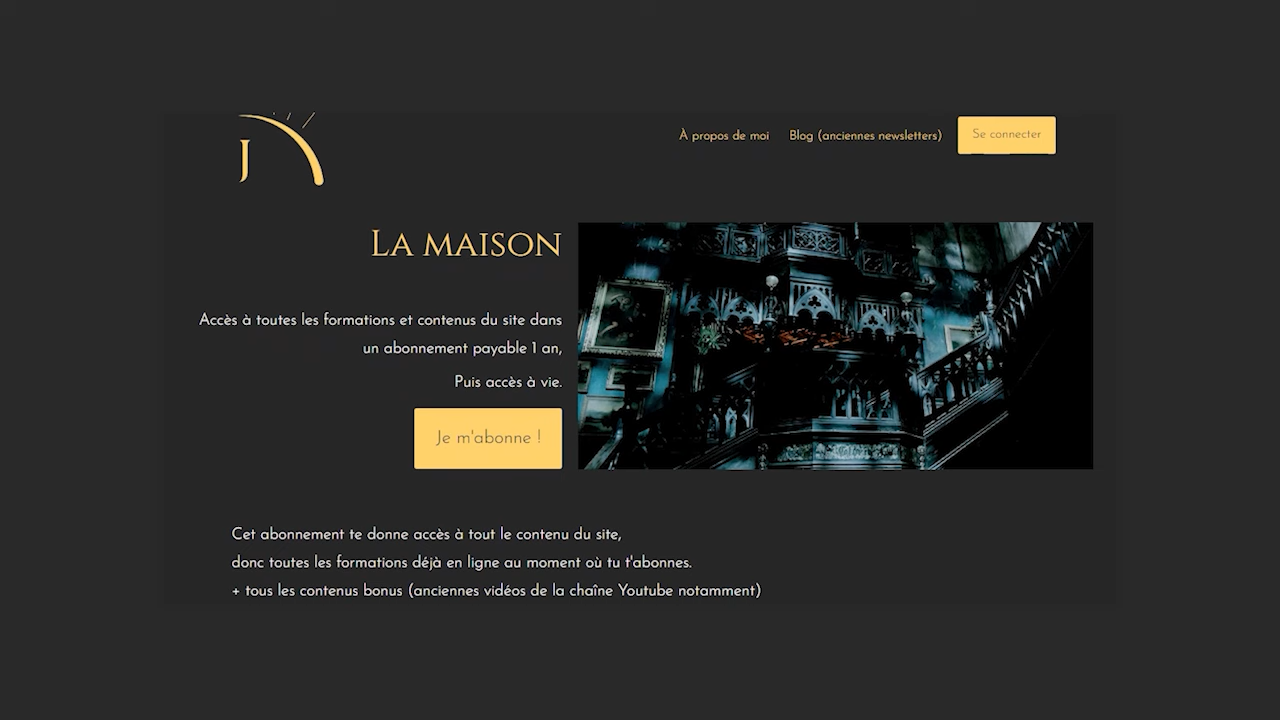 J
À propos de moi
Blog (anciennes newsletters)
Se connecter
La maison
Accès à toutes les formations et contenus du site dans
un abonnement payable 1 an,
Puis accès à vie.
Je m'abonne !
Cet abonnement te donne accès à tout le contenu du site,
donc toutes les formations déjà en ligne au moment où tu t'abonnes.
+ tous les contenus bonus (anciennes vidéos de la chaîne Youtube notamment)